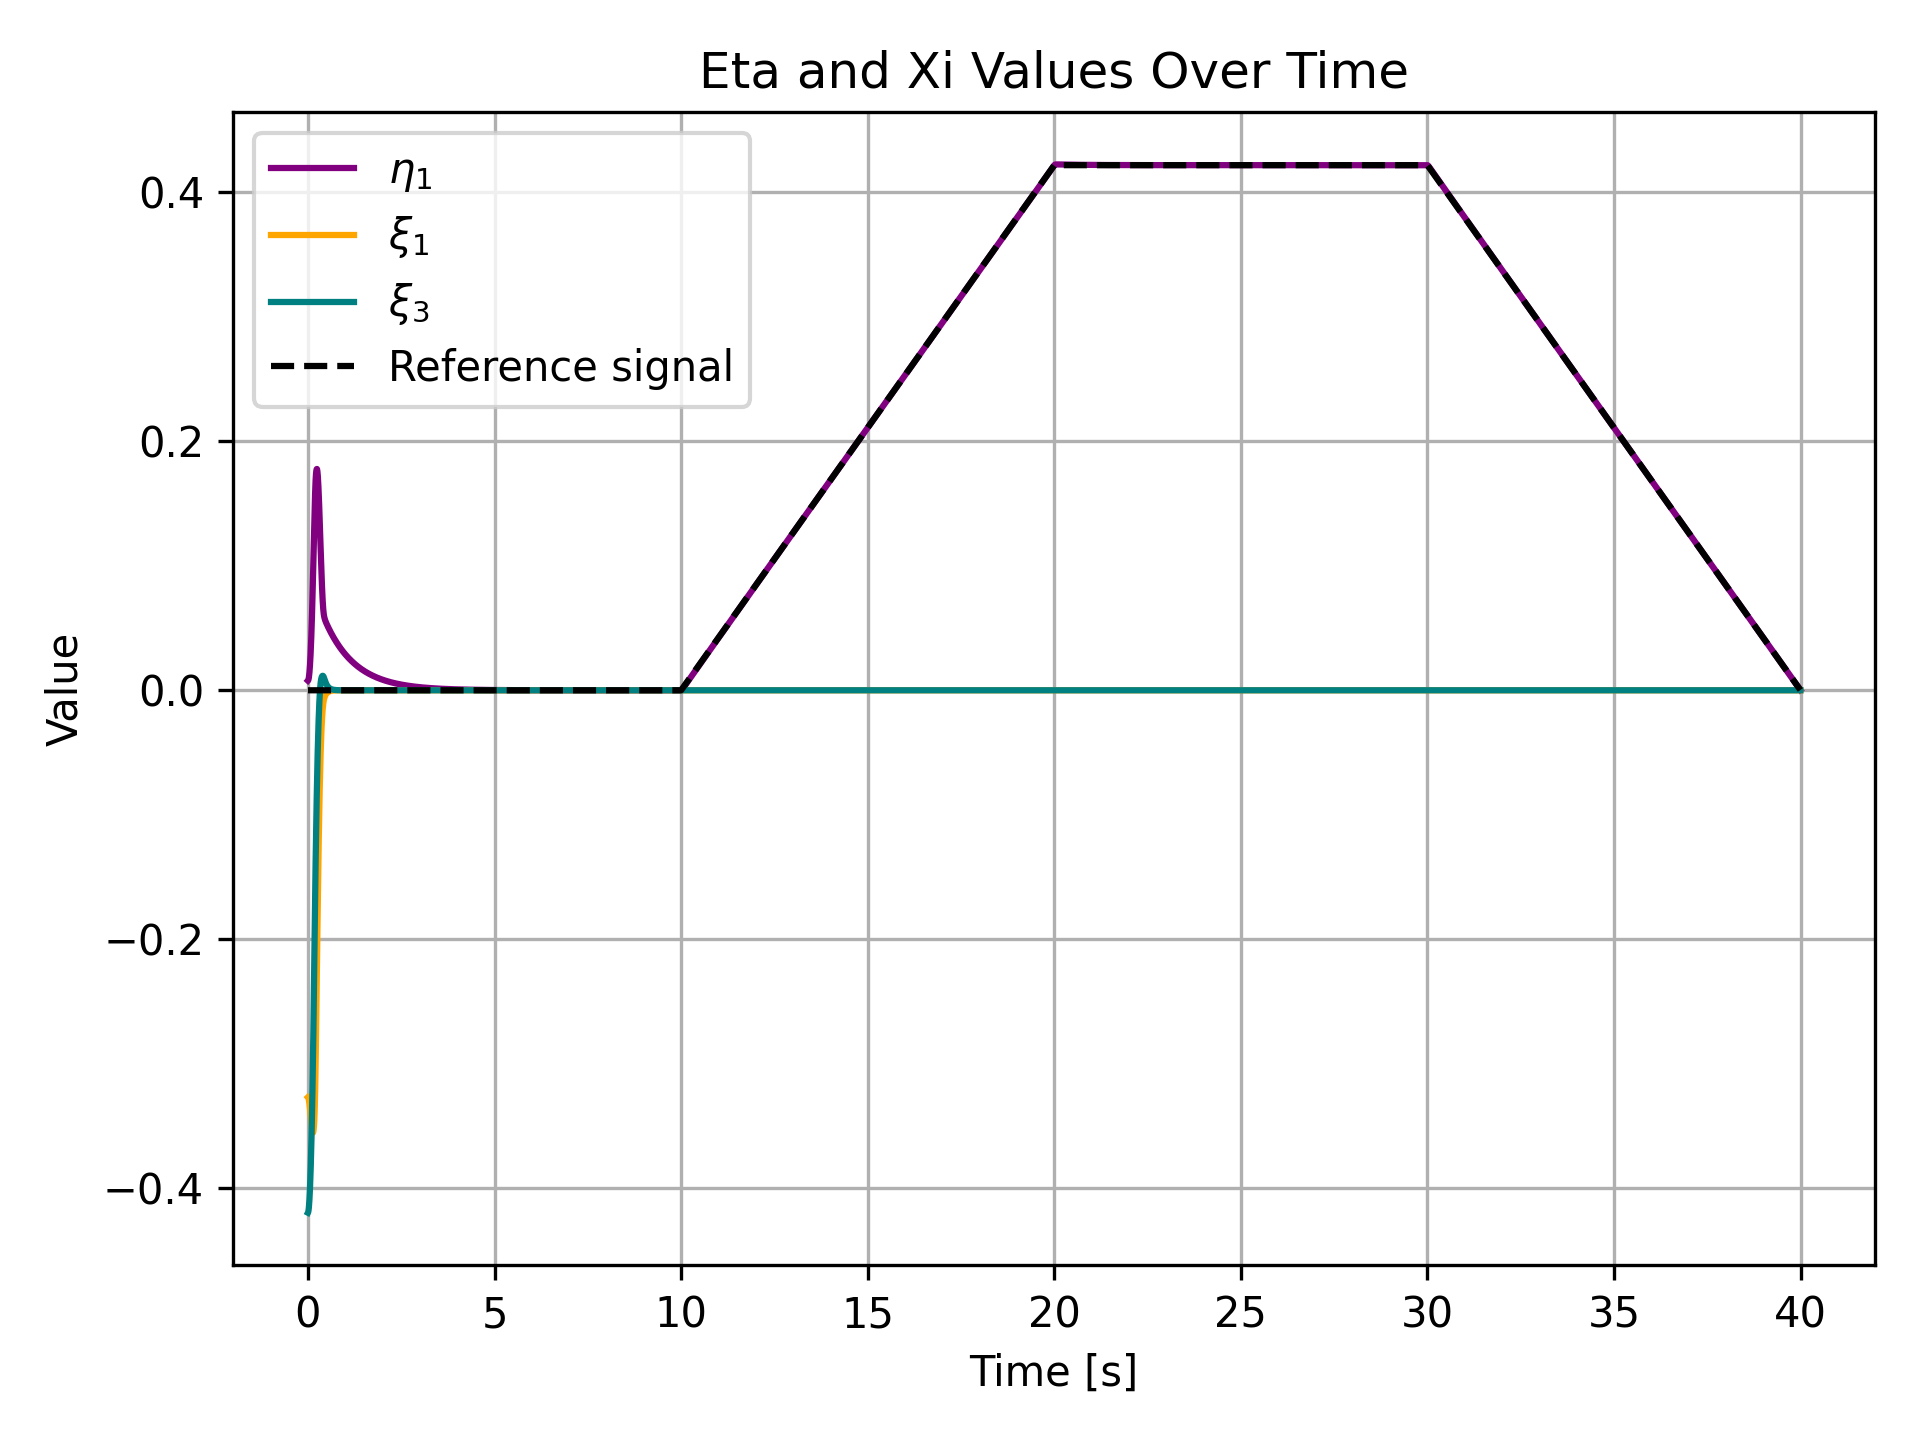 Eta and Xi Values Over Time
η₁
ξ₁
ξ₃
Reference signal
0.4
0.2
0.0
−0.2
−0.4
Value
0 5 10 15 20 25 30 35 40
Time [s]